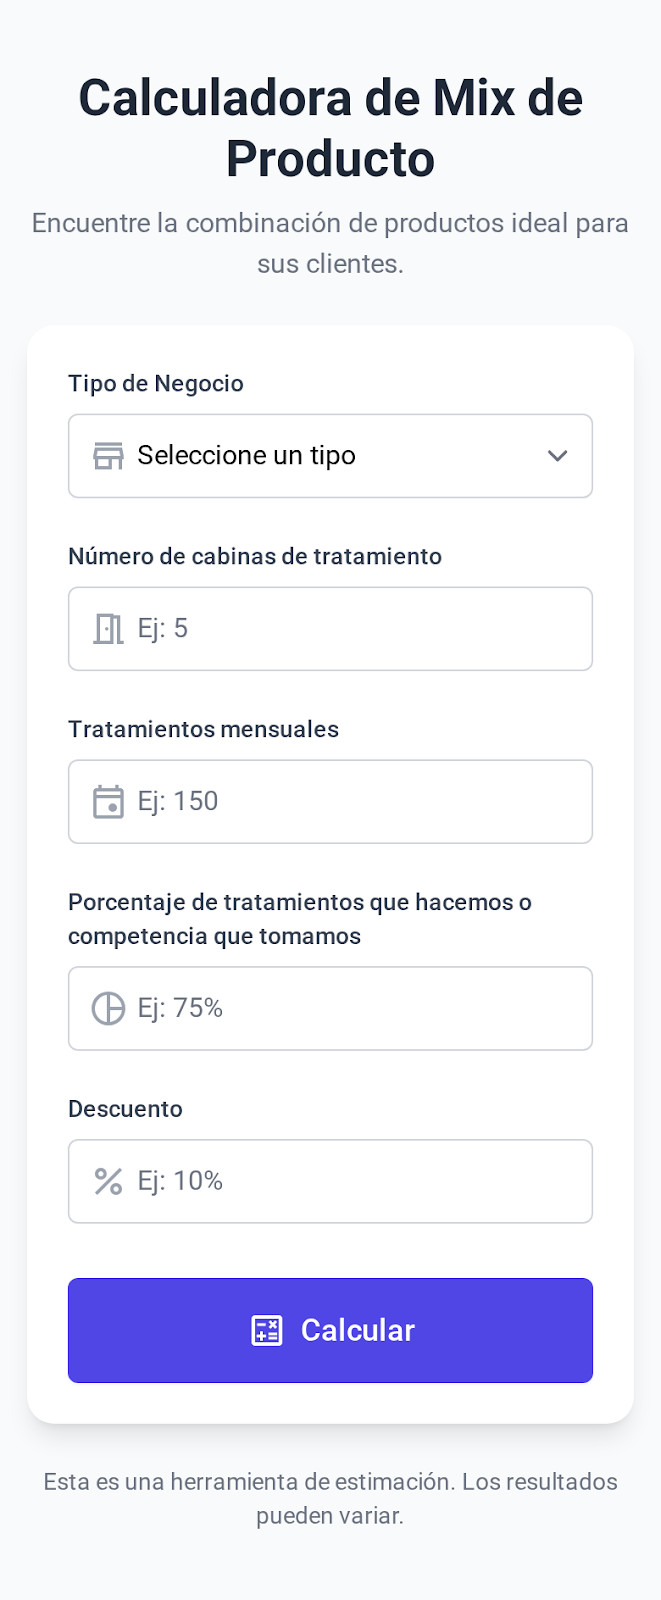 Calculadora de Mix de
Producto
Encuentre la combinación de productos ideal para
sus clientes.
Tipo de Negocio
Seleccione un tipo
Número de cabinas de tratamiento
Ej: 5
Tratamientos mensuales
Ej: 150
Porcentaje de tratamientos que hacemos o
competencia que tomamos
Ej: 75%
Descuento
Ej: 10%
Calcular
Esta es una herramienta de estimación. Los resultados
pueden variar.